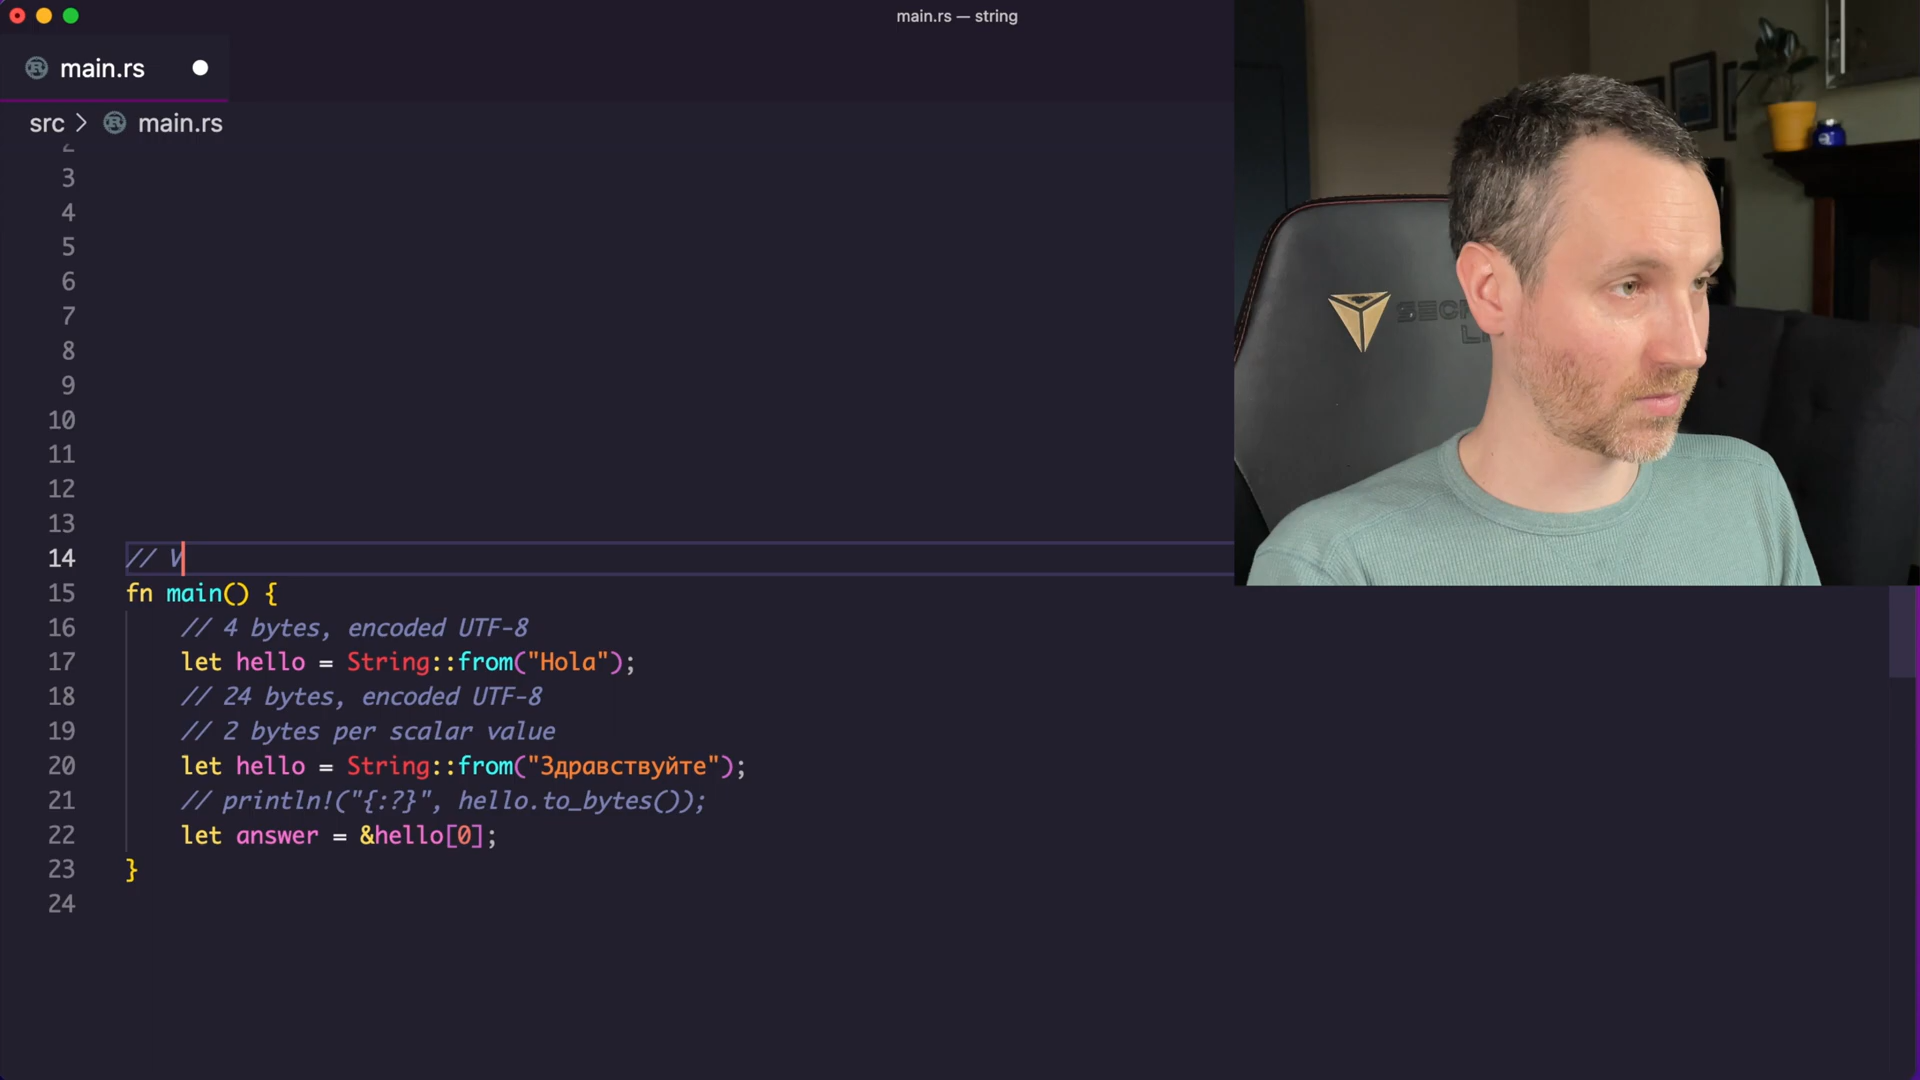 main.rs — string
main.rs
src > main.rs
2
3
4
5
6
7
8
9
10
11
12
13
14 // V
15 fn main() {
16 // 4 bytes, encoded UTF-8
17 let hello = String::from("Hola");
18 // 24 bytes, encoded UTF-8
19 // 2 bytes per scalar value
20 let hello = String::from("Здравствуйте");
21 // println!("{:?}", hello.to_bytes());
22 let answer = &hello[0];
23 }
24